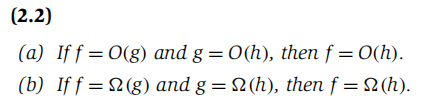 (2.2)
(a) If f = O(g) and g = O(h), then f = O(h).
(b) If f = Ω(g) and g = Ω(h), then f = Ω(h).